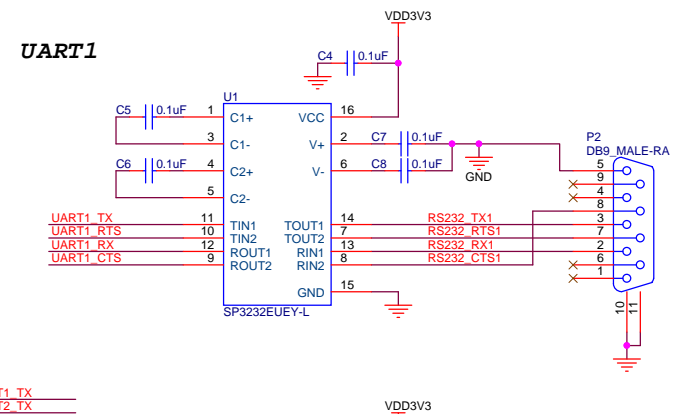 VDD3V3
UART1
C4 0.1uF
U1
C5 0.1uF 1 C1+ VCC 16
3 C1- V+ 2 C7 0.1uF
P2
DB9_MALE-RA
C6 0.1uF 4 C2+ V- 6 C8 0.1uF
5 C2-
GND
5
9
4
8
UART1_TX 11 TIN1 TOUT1 14 RS232_TX1 3
UART1_RTS 10 TIN2 TOUT2 7 RS232_RTS1 7
UART1_RX 12 ROUT1 RIN1 13 RS232_RX1 2
UART1_CTS 9 ROUT2 RIN2 8 RS232_CTS1 6
1
GND 15
SP3232EUEY-L
10
11
T1_TX
T2_TX
VDD3V3